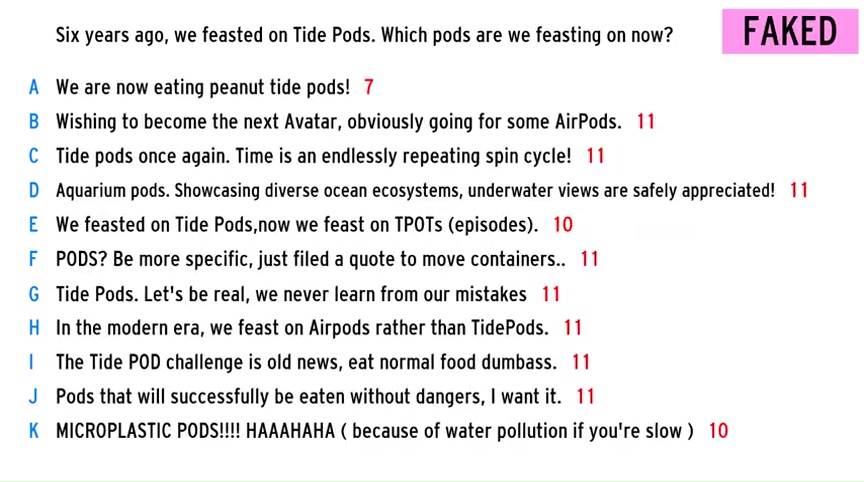 Six years ago, we feasted on Tide Pods. Which pods are we feasting on now?
FAKED
A We are now eating peanut tide pods! 7
B Wishing to become the next Avatar, obviously going for some AirPods. 11
C Tide pods once again. Time is an endlessly repeating spin cycle! 11
D Aquarium pods. Showcasing diverse ocean ecosystems, underwater views are safely appreciated! 11
E We feasted on Tide Pods,now we feast on TPOTs (episodes). 10
F PODS? Be more specific, just filed a quote to move containers.. 11
G Tide Pods. Let's be real, we never learn from our mistakes 11
H In the modern era, we feast on Airpods rather than TidePods. 11
I The Tide POD challenge is old news, eat normal food dumbass. 11
J Pods that will successfully be eaten without dangers, I want it. 11
K MICROPLASTIC PODS!!!! HAAAHAHA ( because of water pollution if you're slow ) 10